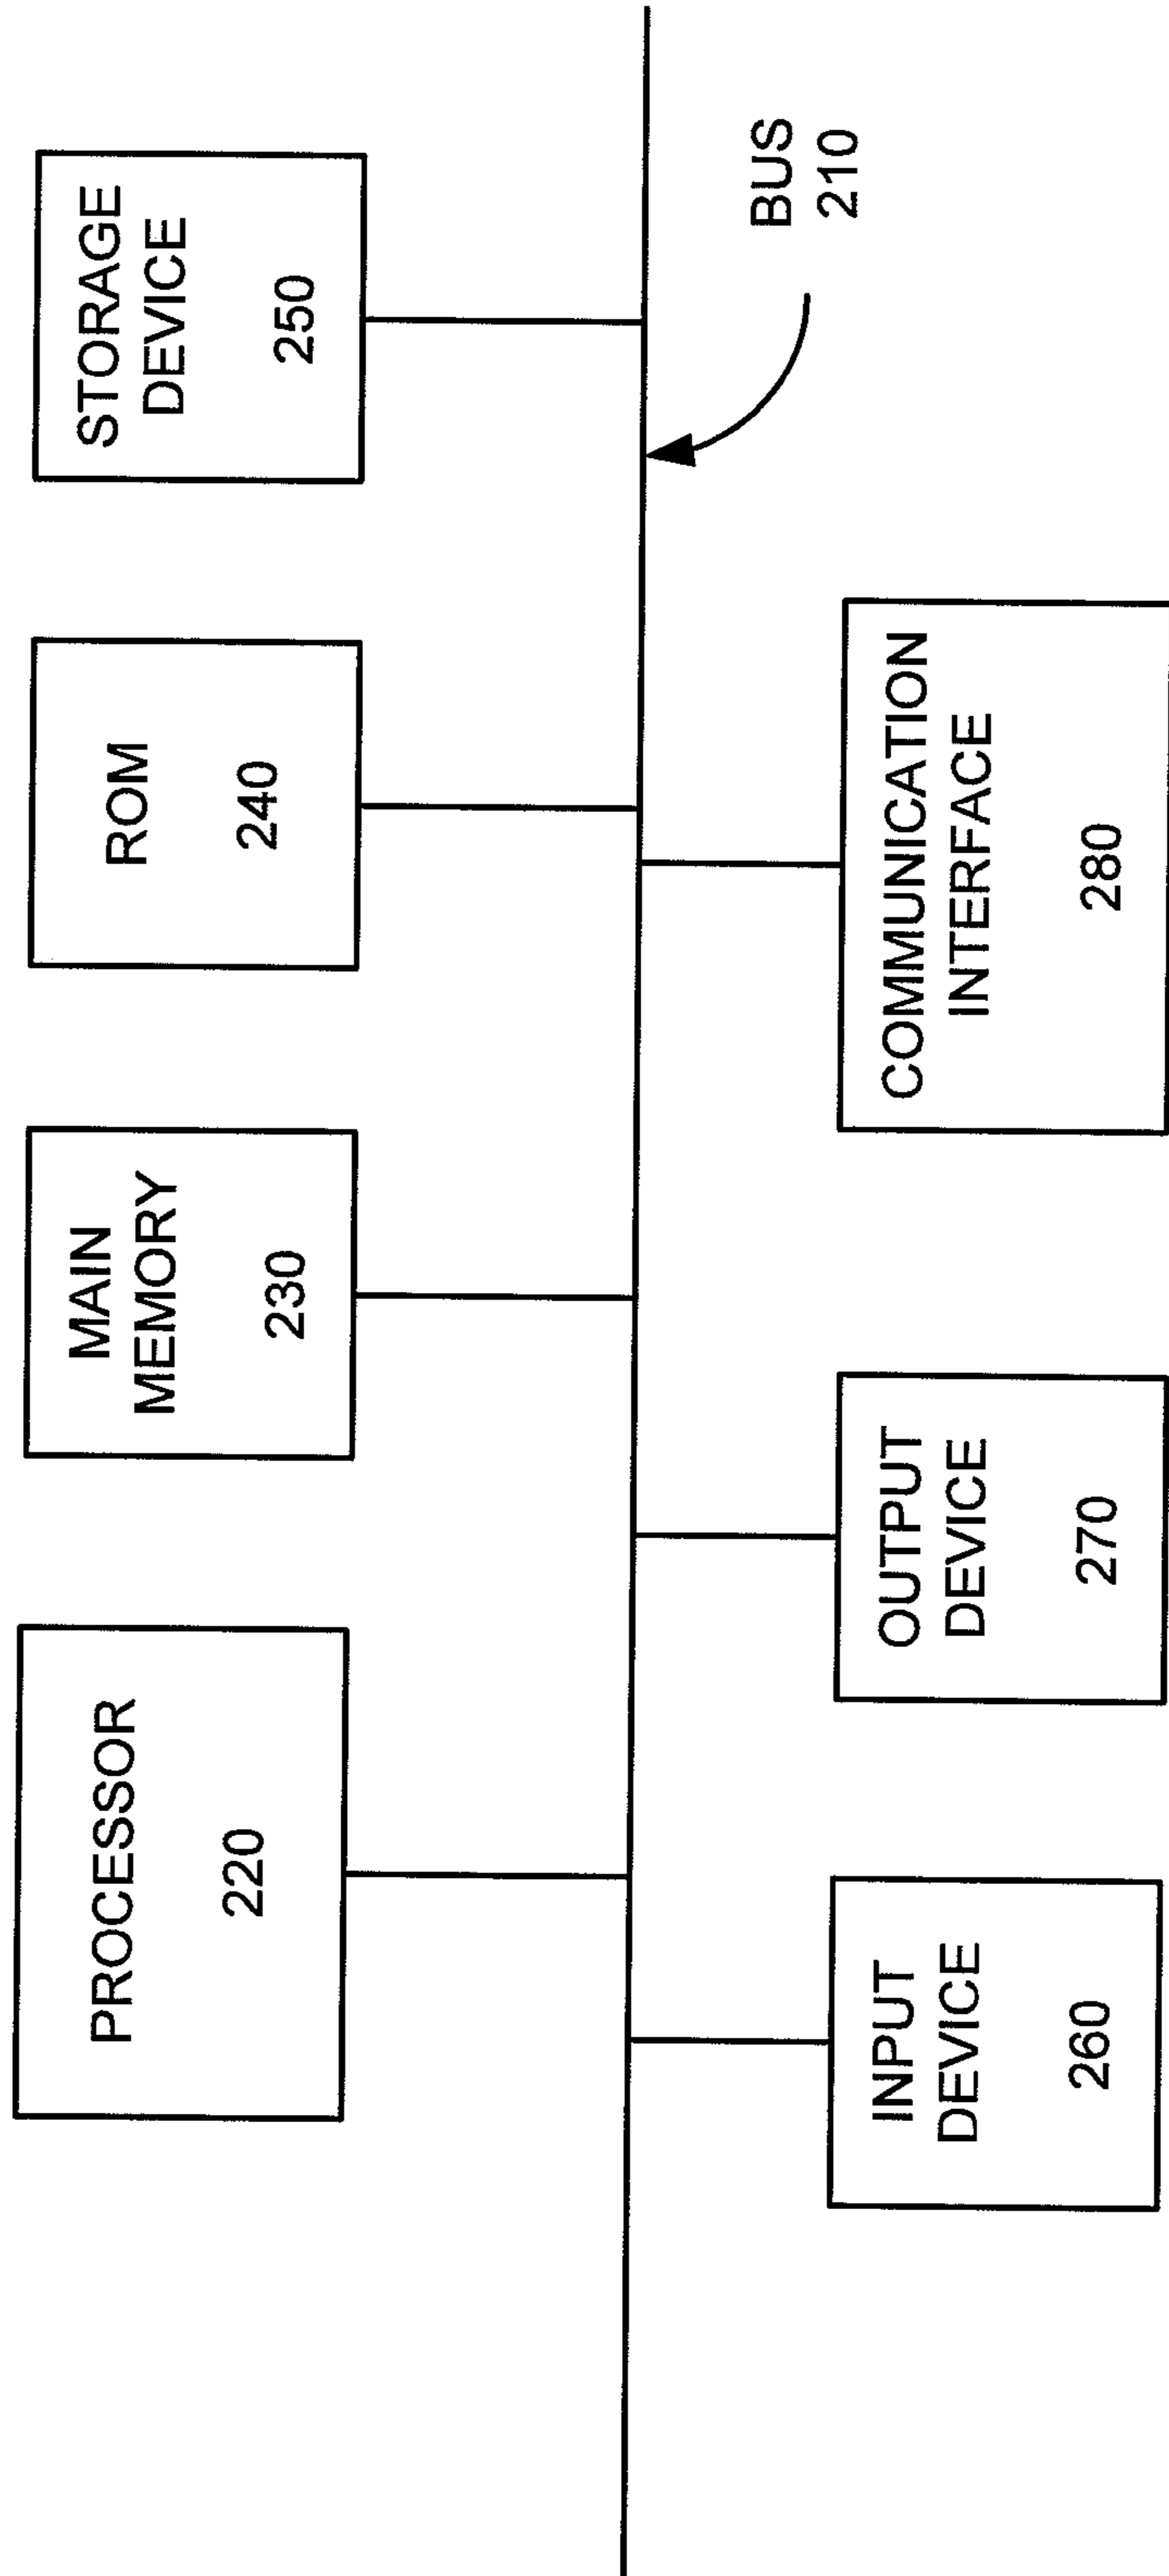 PROCESSOR
220
MAIN
MEMORY
230
ROM
240
STORAGE
DEVICE
250
BUS
210
INPUT
DEVICE
260
OUTPUT
DEVICE
270
COMMUNICATION
INTERFACE
280